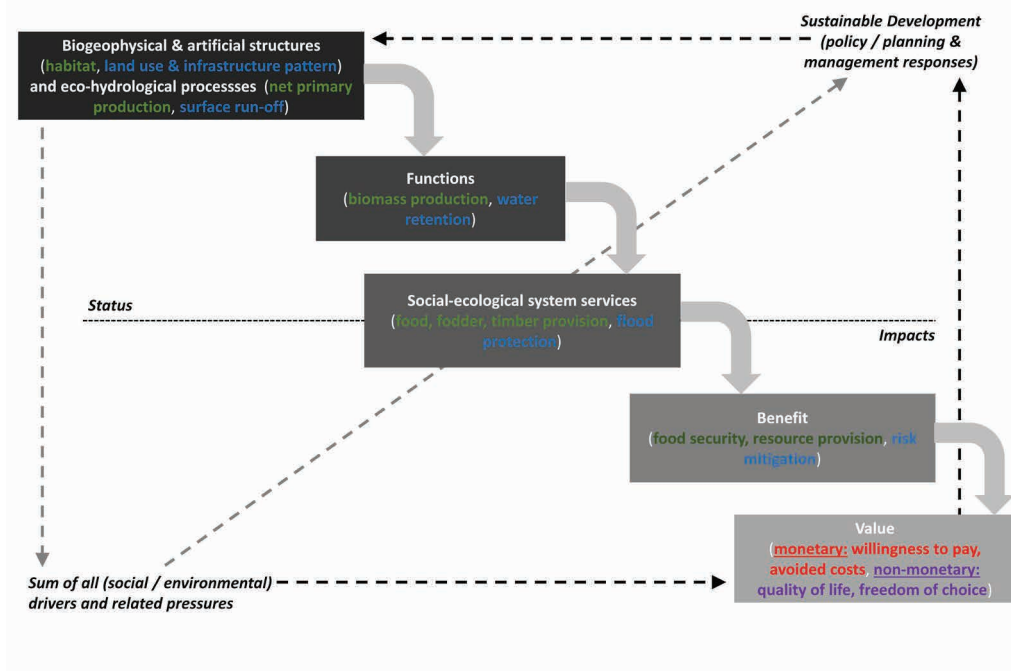 Sustainable Development
(policy / planning &
management responses)
Biogeophysical & artificial structures
(habitat, land use & infrastructure pattern)
and eco-hydrological processses (net primary
production, surface run-off)
Functions
(biomass production, water
retention)
Status
Social-ecological system services
(food, fodder, timber provision, flood
protection)
Impacts
Benefit
(food security, resource provision, risk
mitigation)
Value
(monetary: willingness to pay,
avoided costs, non-monetary:
quality of life, freedom of choice)
Sum of all (social / environmental)
drivers and related pressures